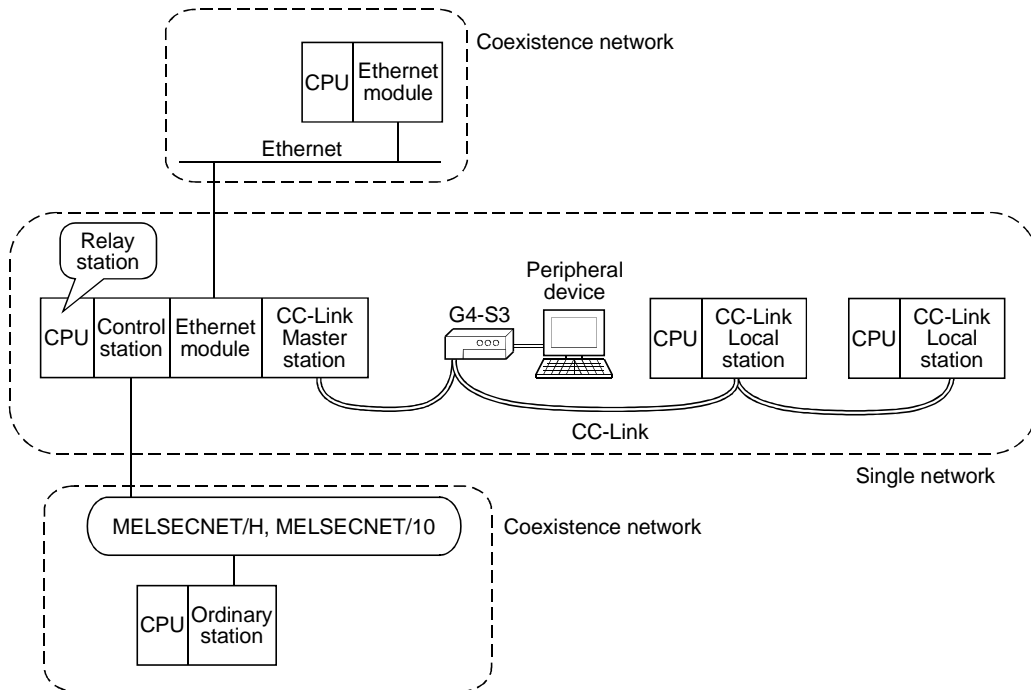 Coexistence network
CPU
Ethernet
module
Ethernet
Relay
station
CPU
Control
station
Ethernet
module
CC-Link
Master
station
G4-S3
Peripheral
device
CPU
CC-Link
Local
station
CPU
CC-Link
Local
station
CC-Link
Single network
MELSECNET/H, MELSECNET/10
Coexistence network
CPU
Ordinary
station